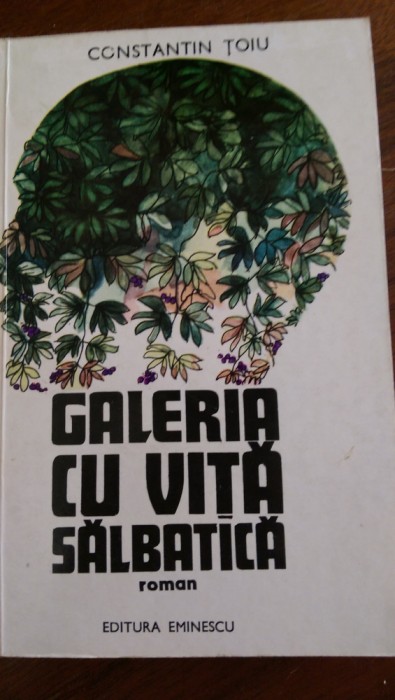 CONSTANTIN ȚOIU
GALERIA
CU VIȚĂ
SĂLBATICĂ
roman
EDITURA EMINESCU